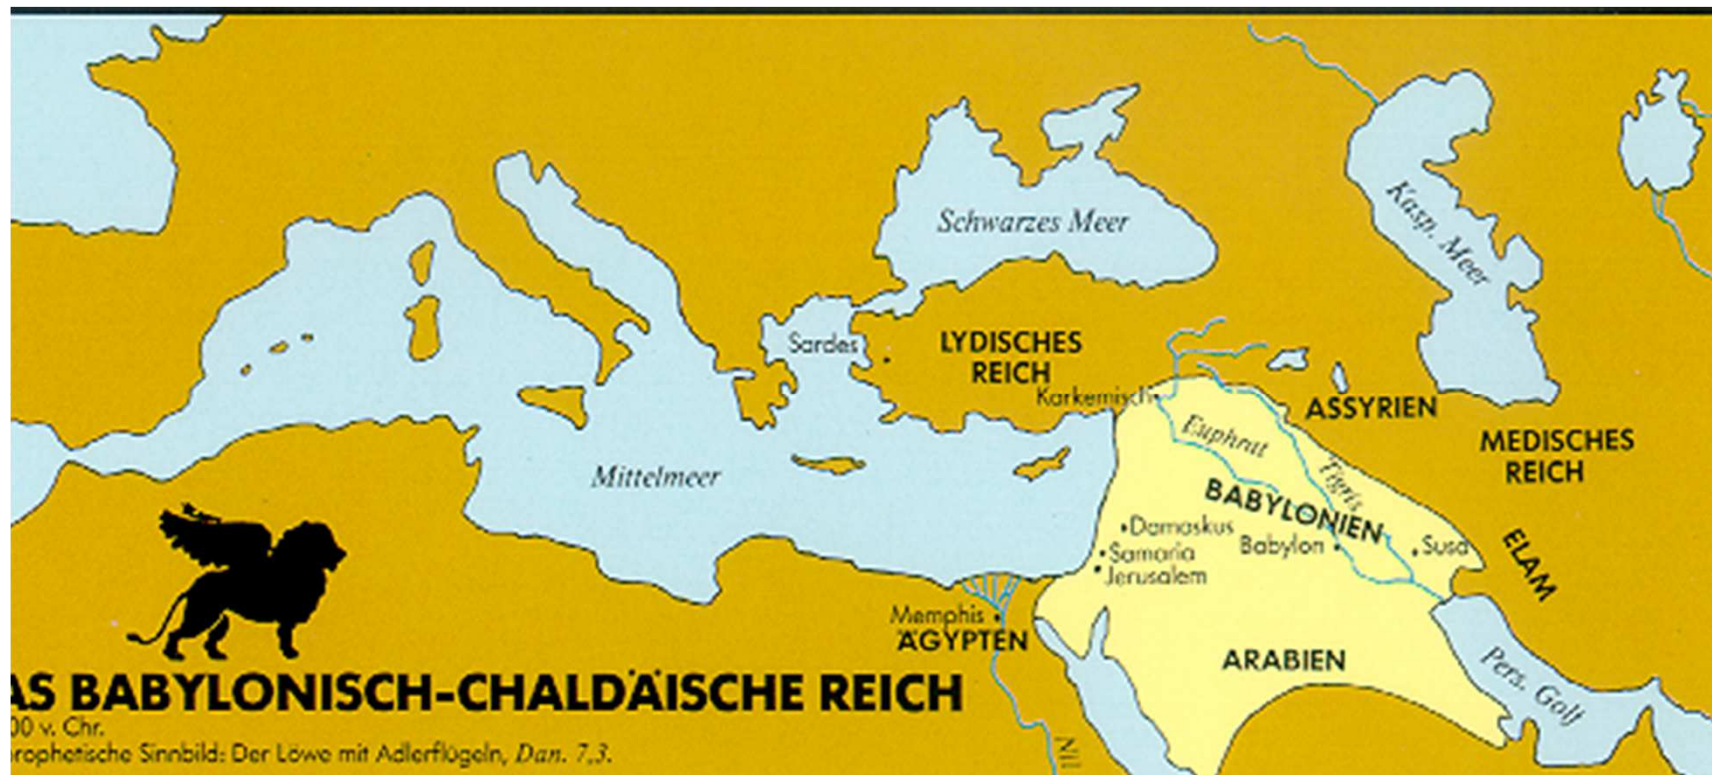 Schwarzes Meer
Kasp. Meer
Sardes
LYDISCHES
REICH
Karkemisch
ASSYRIEN
MEDISCHES
REICH
Euphrat
Tigris
Mittelmeer
BABYLONIEN
Damaskus
Babylon
Susa
ELAM
Samaria
Jerusalem
Memphis
ÄGYPTEN
ARABIEN
Pers. Golf
NIL
AS BABYLONISCH-CHALDÄISCHE REICH
00 v. Chr.
prophetische Sinnbild: Der Löwe mit Adlerflügeln, Dan. 7,3.